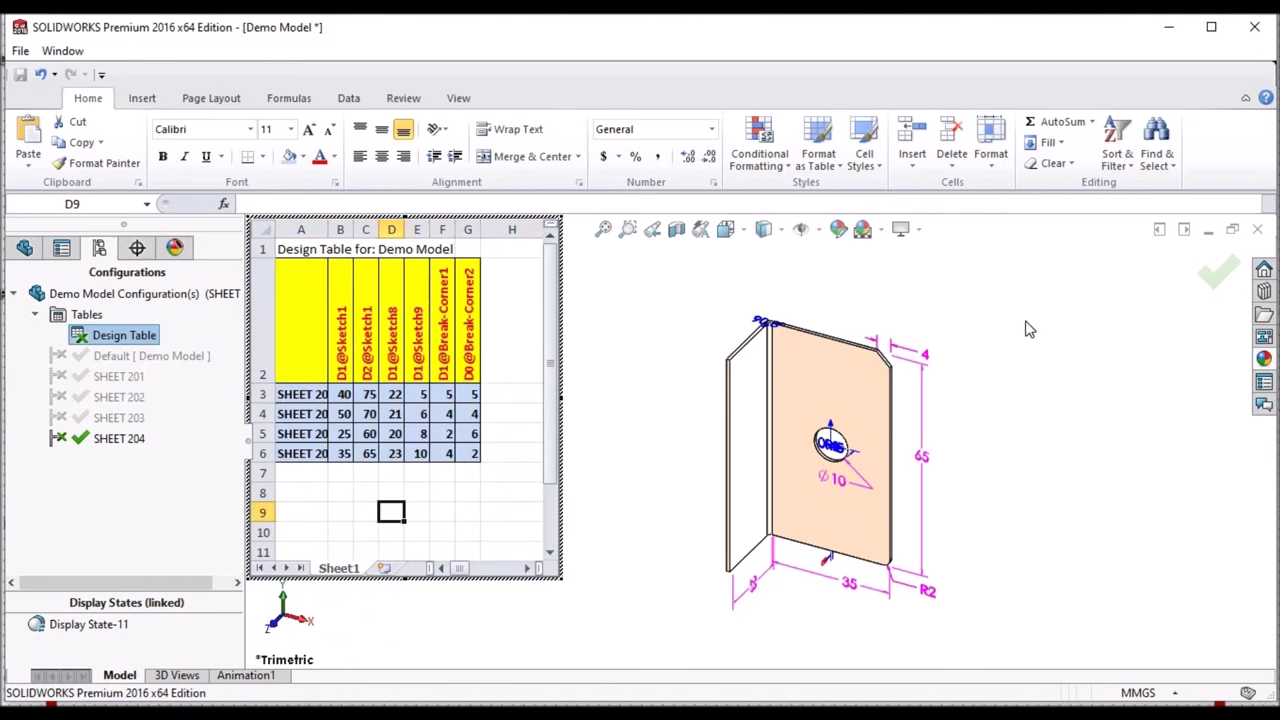 SOLIDWORKS Premium 2016 x64 Edition - [Demo Model *]
File Window
Home Insert Page Layout Formulas Data Review View
Cut
Copy
Format Painter
Paste
Calibri 11
B I U
Wrap Text
Merge & Center
General
$ % ,
Conditional Formatting
Format as Table
Cell Styles
Insert Delete Format
AutoSum
Fill
Clear
Sort & Filter
Find & Select
Clipboard Font Alignment Number Styles Cells Editing
D9 fx
Configurations
Demo Model Configuration(s) (SHEET
Tables
Design Table
Default [ Demo Model ]
SHEET 201
SHEET 202
SHEET 203
SHEET 204
A B C D E F G H
1 Design Table for: Demo Model
2 D1@Sketch1 D2@Sketch1 D1@Sketch8 D1@Sketch9 D1@Break-Corner1 D0@Break-Corner2
3 SHEET 20 40 75 22 5 5 5
4 SHEET 20 50 70 21 6 4 4
5 SHEET 20 25 60 20 8 2 6
6 SHEET 20 35 65 23 10 4 2
7
8
9
10
11
Sheet1
4
65
Ø10
35
R2
Display States (linked)
Display State-11
Y
X
Z
*Trimetric
Model 3D Views Animation1
SOLIDWORKS Premium 2016 x64 Edition
MMGS